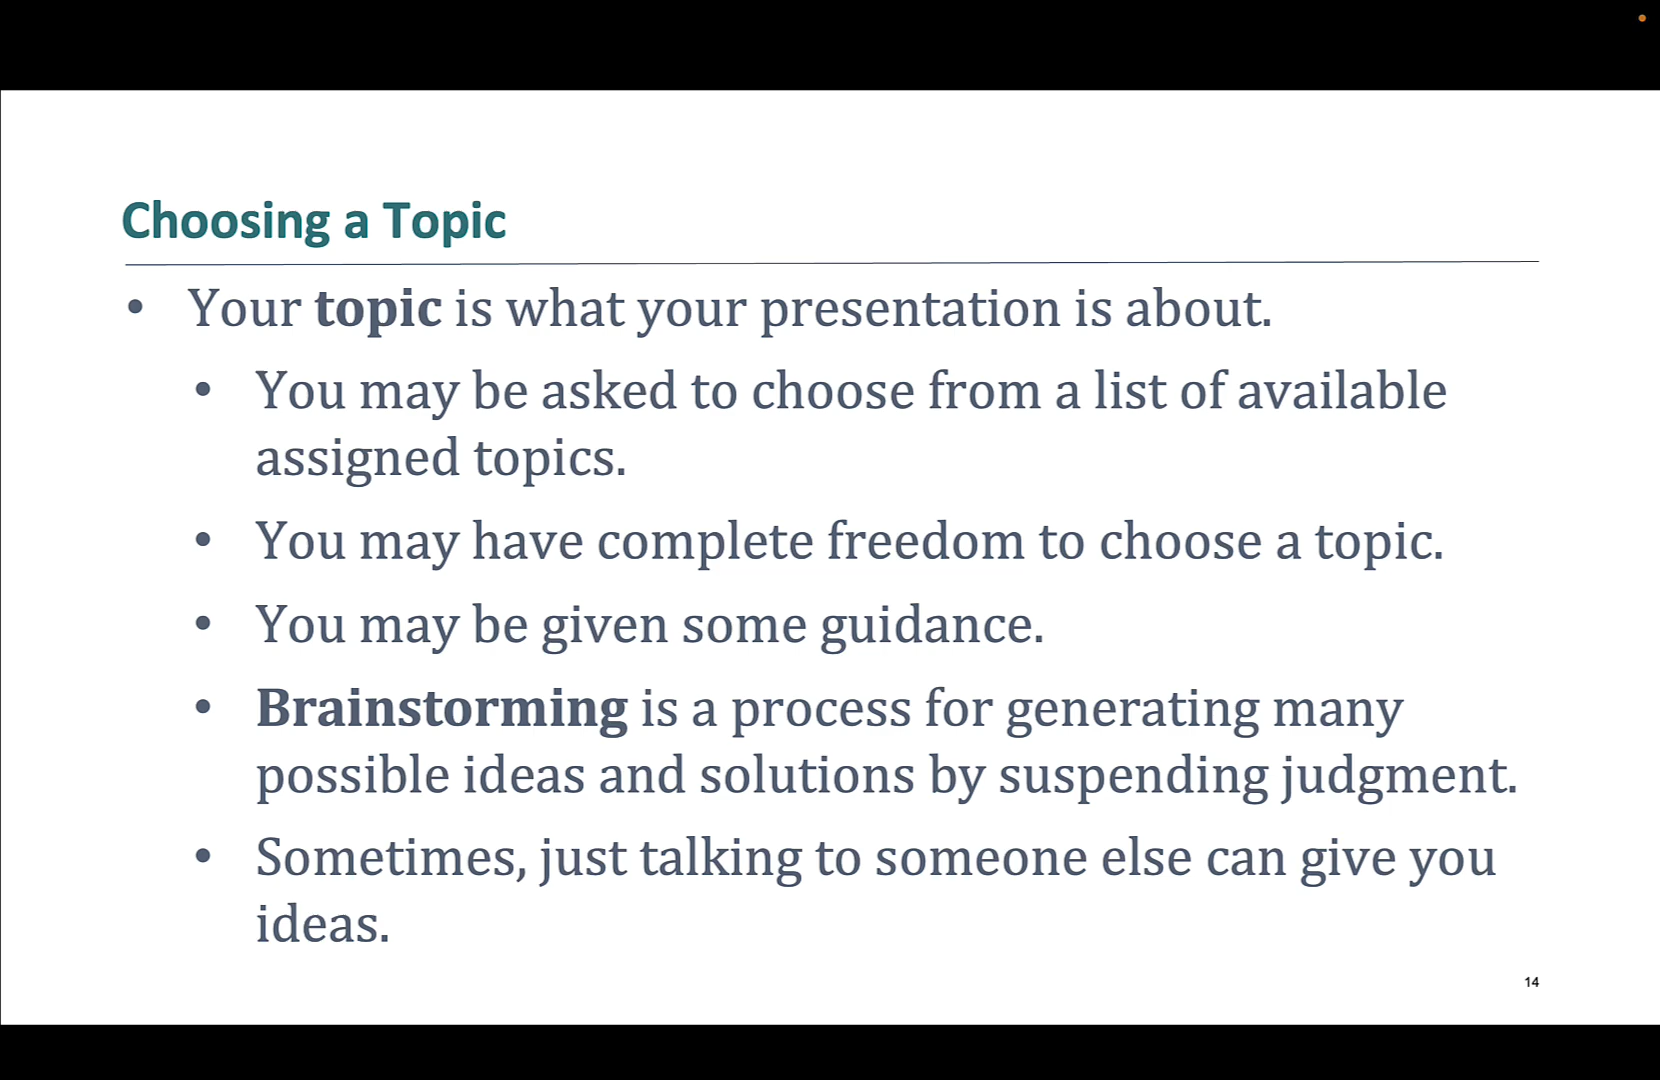 Choosing a Topic
• Your topic is what your presentation is about.
• You may be asked to choose from a list of available
assigned topics.
• You may have complete freedom to choose a topic.
• You may be given some guidance.
• Brainstorming is a process for generating many
possible ideas and solutions by suspending judgment.
• Sometimes, just talking to someone else can give you
ideas.
14